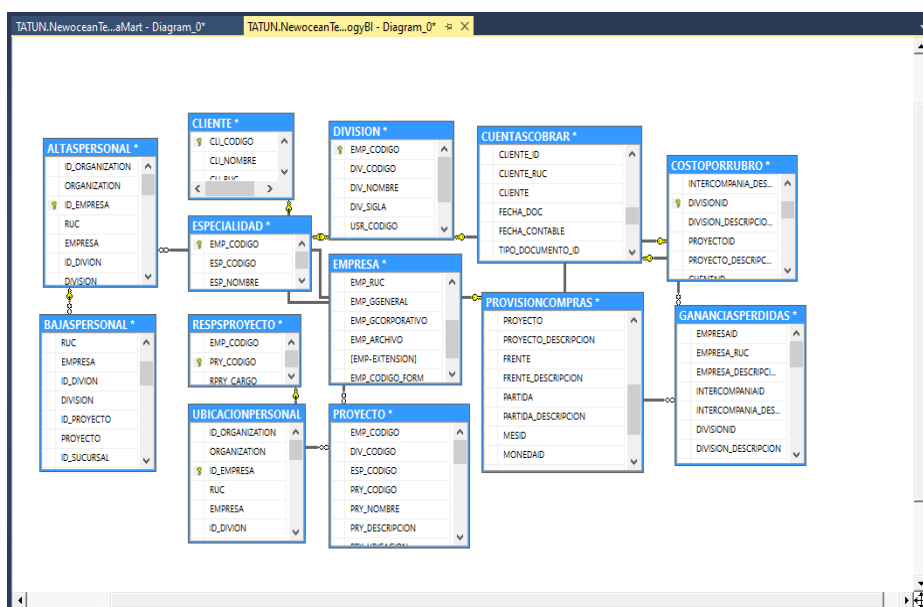 TATUN.NewoceanTe...aMart - Diagram_0*
TATUN.NewoceanTe...ogyBI - Diagram_0*
ALTASPERSONAL *
ID_ORGANIZATION
ORGANIZATION
ID_EMPRESA
RUC
EMPRESA
ID_DIVION
DIVISION
CLIENTE *
CLI_CODIGO
CLI_NOMBRE
CLI_RUC
DIVISION *
EMP_CODIGO
DIV_CODIGO
DIV_NOMBRE
DIV_SIGLA
USR_CODIGO
CUENTASCOBRAR *
CLIENTE_ID
CLIENTE_RUC
CLIENTE
FECHA_DOC
FECHA_CONTABLE
TIPO_DOCUMENTO_ID
COSTOPORRUBRO *
INTERCOMPANIA_DES...
DIVISIONID
DIVISION_DESCRIPCIO...
PROYECTOID
PROYECTO_DESCRIPC...
CUENTAID
ESPECIALIDAD *
EMP_CODIGO
ESP_CODIGO
ESP_NOMBRE
EMPRESA *
EMP_RUC
EMP_GGENERAL
EMP_GCORPORATIVO
EMP_ARCHIVO
[EMP-EXTENSION]
EMP_CODIGO_FORM
PROVISIONCOMPRAS *
PROYECTO
PROYECTO_DESCRIPCION
FRENTE
FRENTE_DESCRIPCION
PARTIDA
PARTIDA_DESCRIPCION
MESID
MONEDAID
GANANCIASPERDIDAS *
EMPRESAID
EMPRESA_RUC
EMPRESA_DESCRIPCI...
INTERCOMPANIAID
INTERCOMPANIA_DES...
DIVISIONID
DIVISION_DESCRIPCION
BAJASPERSONAL *
RUC
EMPRESA
ID_DIVION
DIVISION
ID_PROYECTO
PROYECTO
ID_SUCURSAL
RESPSPROYECTO *
EMP_CODIGO
PRY_CODIGO
RPRY_CARGO
UBICACIONPERSONAL
ID_ORGANIZATION
ORGANIZATION
ID_EMPRESA
RUC
EMPRESA
ID_DIVION
PROYECTO *
EMP_CODIGO
DIV_CODIGO
ESP_CODIGO
PRY_CODIGO
PRY_NOMBRE
PRY_DESCRIPCION
PRY_UBICACION